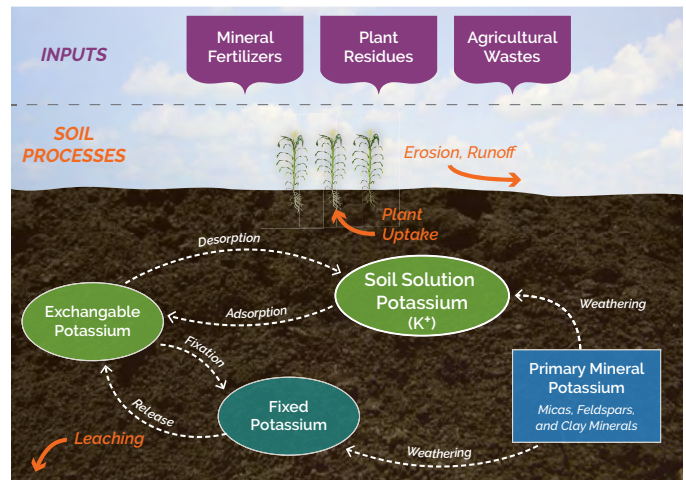 INPUTS
Mineral
Fertilizers
Plant
Residues
Agricultural
Wastes
SOIL
PROCESSES
Erosion, Runoff
Plant
Uptake
Desorption
Soil Solution
Potassium
(K⁺)
Adsorption
Exchangable
Potassium
Weathering
Fixation
Primary Mineral
Potassium
Micas, Feldspars,
and Clay Minerals
Fixed
Potassium
Release
Leaching
Weathering